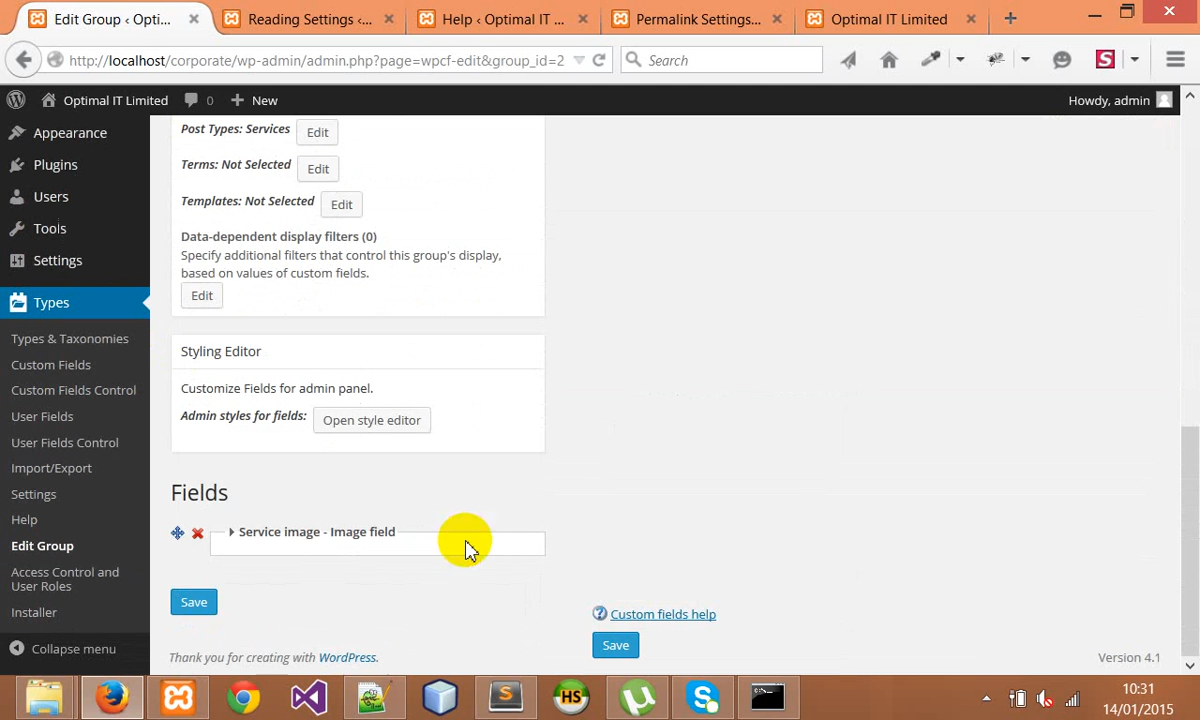 Edit Group ‹ Opti...
Reading Settings ‹...
Help ‹ Optimal IT ...
Permalink Settings...
Optimal IT Limited
http://localhost/corporate/wp-admin/admin.php?page=wpcf-edit&group_id=2
Search
Optimal IT Limited
0
New
Howdy, admin
Appearance
Plugins
Users
Tools
Settings
Types
Types & Taxonomies
Custom Fields
Custom Fields Control
User Fields
User Fields Control
Import/Export
Settings
Help
Edit Group
Access Control and
User Roles
Installer
Collapse menu
Post Types: Services
Edit
Terms: Not Selected
Edit
Templates: Not Selected
Edit
Data-dependent display filters (0)
Specify additional filters that control this group's display,
based on values of custom fields.
Edit
Styling Editor
Customize Fields for admin panel.
Admin styles for fields:
Open style editor
Fields
Service image - Image field
Save
Custom fields help
Save
Thank you for creating with WordPress.
Version 4.1
S
HS
10:31
14/01/2015